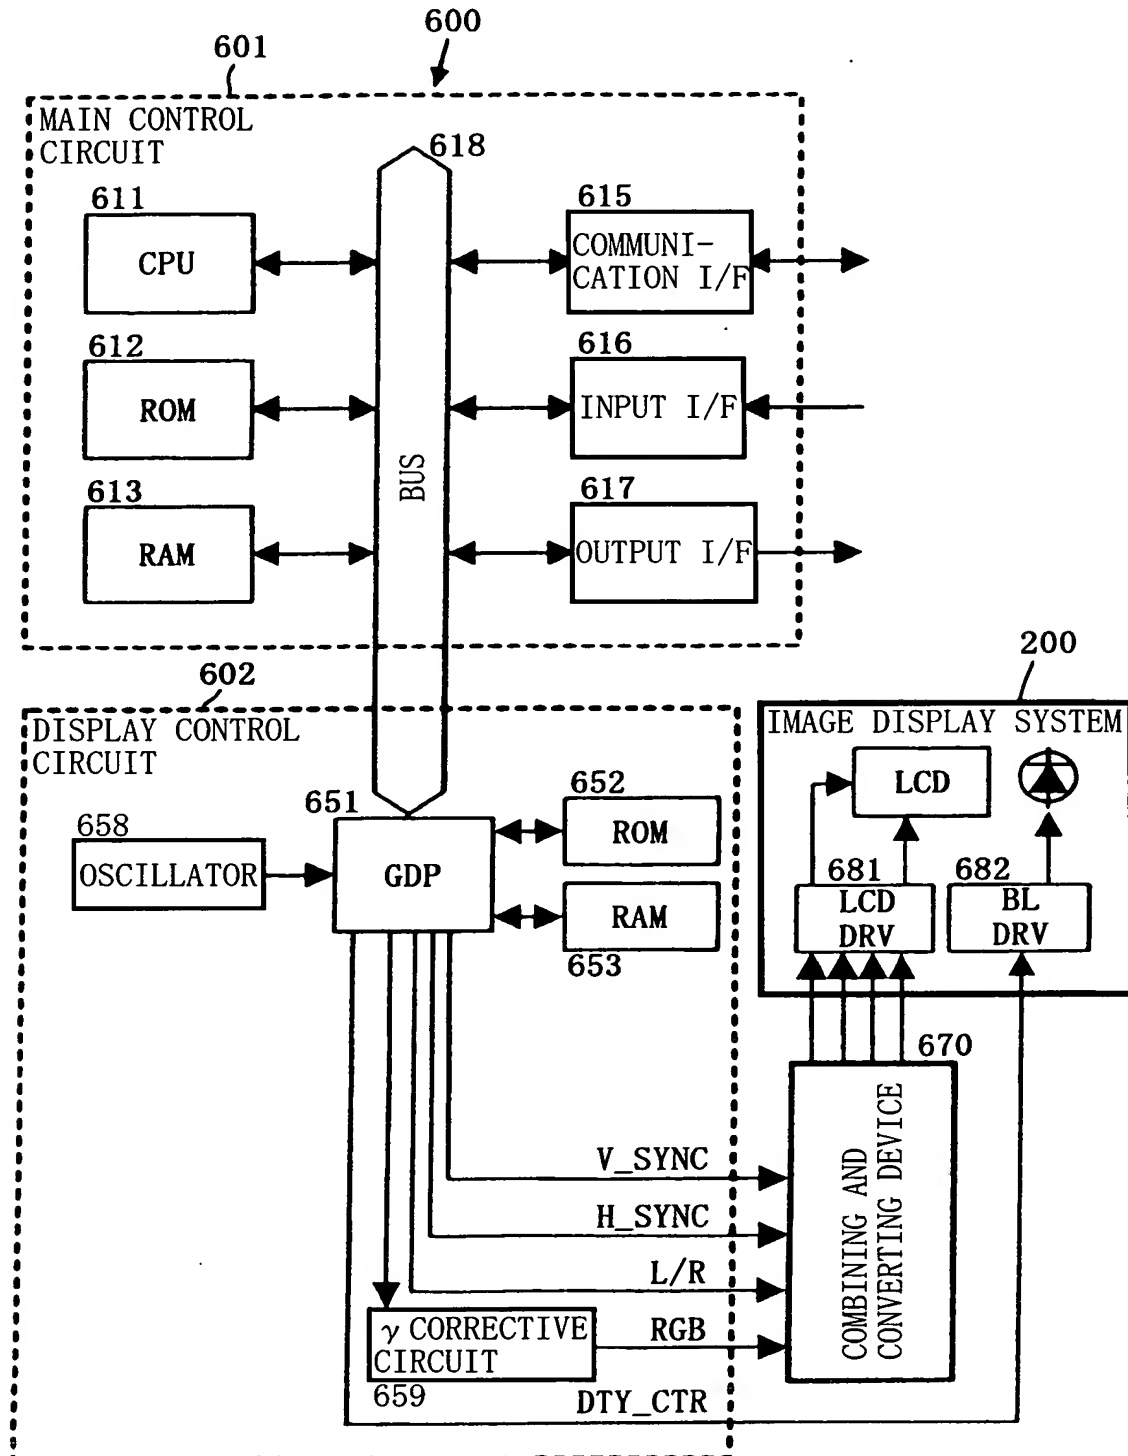 600
601
MAIN CONTROL
CIRCUIT
618
611
CPU
615
COMMUNI-
CATION I/F
612
ROM
616
INPUT I/F
BUS
613
RAM
617
OUTPUT I/F
602
200
DISPLAY CONTROL
CIRCUIT
IMAGE DISPLAY SYSTEM
LCD
651
652
ROM
658
OSCILLATOR
GDP
681
LCD
DRV
682
BL
DRV
RAM
653
670
COMBINING AND
CONVERTING DEVICE
V_SYNC
H_SYNC
L/R
RGB
γ CORRECTIVE
CIRCUIT
659
DTY_CTR